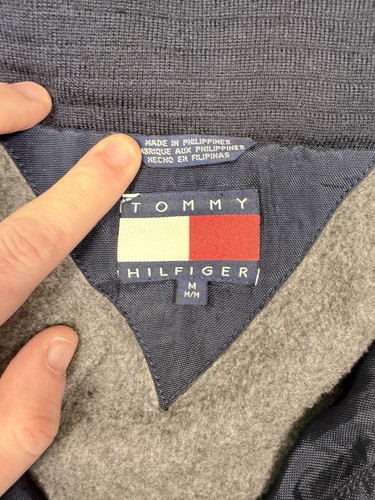 MADE IN PHILIPPINES
FABRIQUE AUX PHILIPPINES
HECHO EN FILIPINAS
TOMMY
HILFIGER
M
M/M